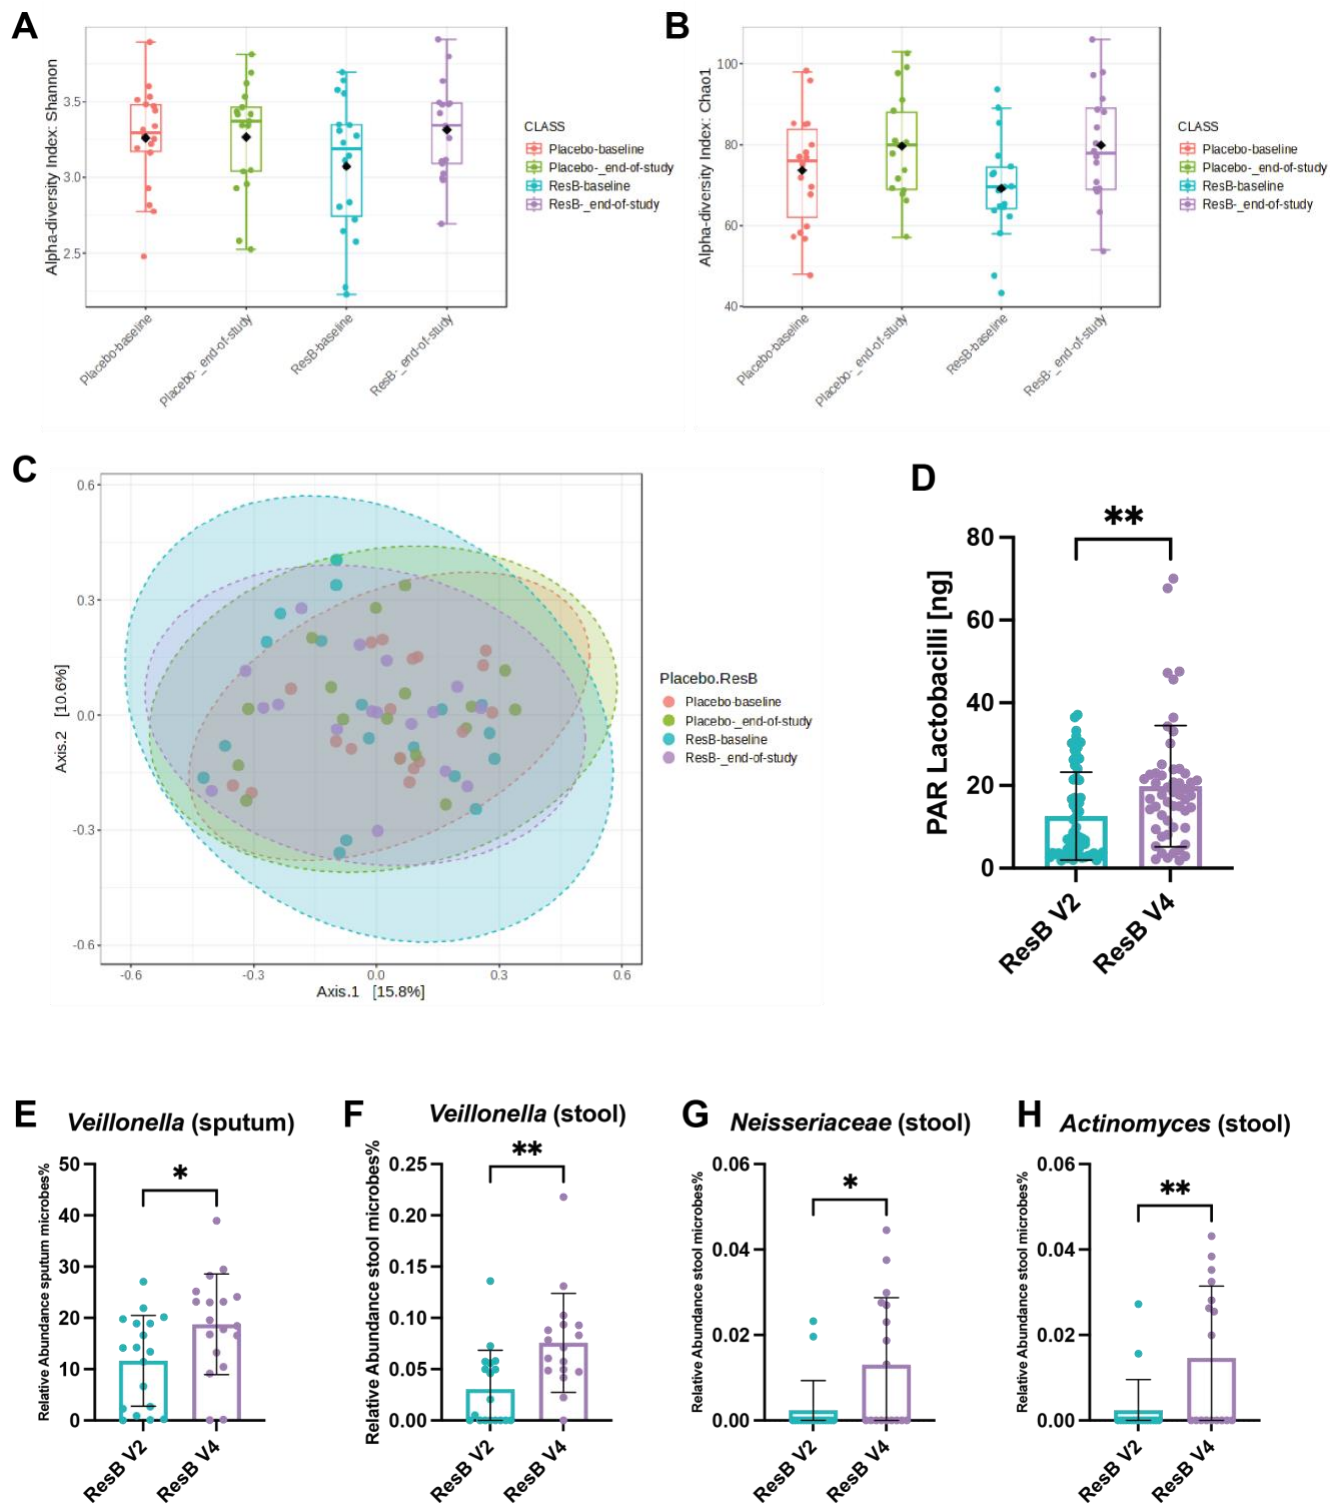 A
Alpha-diversity Index: Shannon
3.5
3.0
2.5
Placebo-baseline
Placebo-_end-of-study
ResB-baseline
ResB-_end-of-study
CLASS
Placebo-baseline
Placebo-_end-of-study
ResB-baseline
ResB-_end-of-study
B
Alpha-diversity Index: Chao1
100
80
60
40
Placebo-baseline
Placebo-_end-of-study
ResB-baseline
ResB-_end-of-study
CLASS
Placebo-baseline
Placebo-_end-of-study
ResB-baseline
ResB-_end-of-study
C
Axis.2 [10.6%]
0.6
0.3
0.0
-0.3
-0.6
-0.6 -0.3 0.0 0.3 0.6
Axis.1 [15.8%]
Placebo.ResB
Placebo-baseline
Placebo-_end-of-study
ResB-baseline
ResB-_end-of-study
D
**
PAR Lactobacilli [ng]
80
60
40
20
0
ResB V2
ResB V4
E
Veillonella (sputum)
Relative Abundance sputum microbes%
50
40
30
20
10
0
*
ResB V2
ResB V4
F
Veillonella (stool)
Relative Abundance stool microbes%
0.25
0.20
0.15
0.10
0.05
0.00
**
ResB V2
ResB V4
G
Neisseriaceae (stool)
Relative Abundance stool microbes%
0.06
0.04
0.02
0.00
*
ResB V2
ResB V4
H
Actinomyces (stool)
Relative Abundance stool microbes%
0.06
0.04
0.02
0.00
**
ResB V2
ResB V4